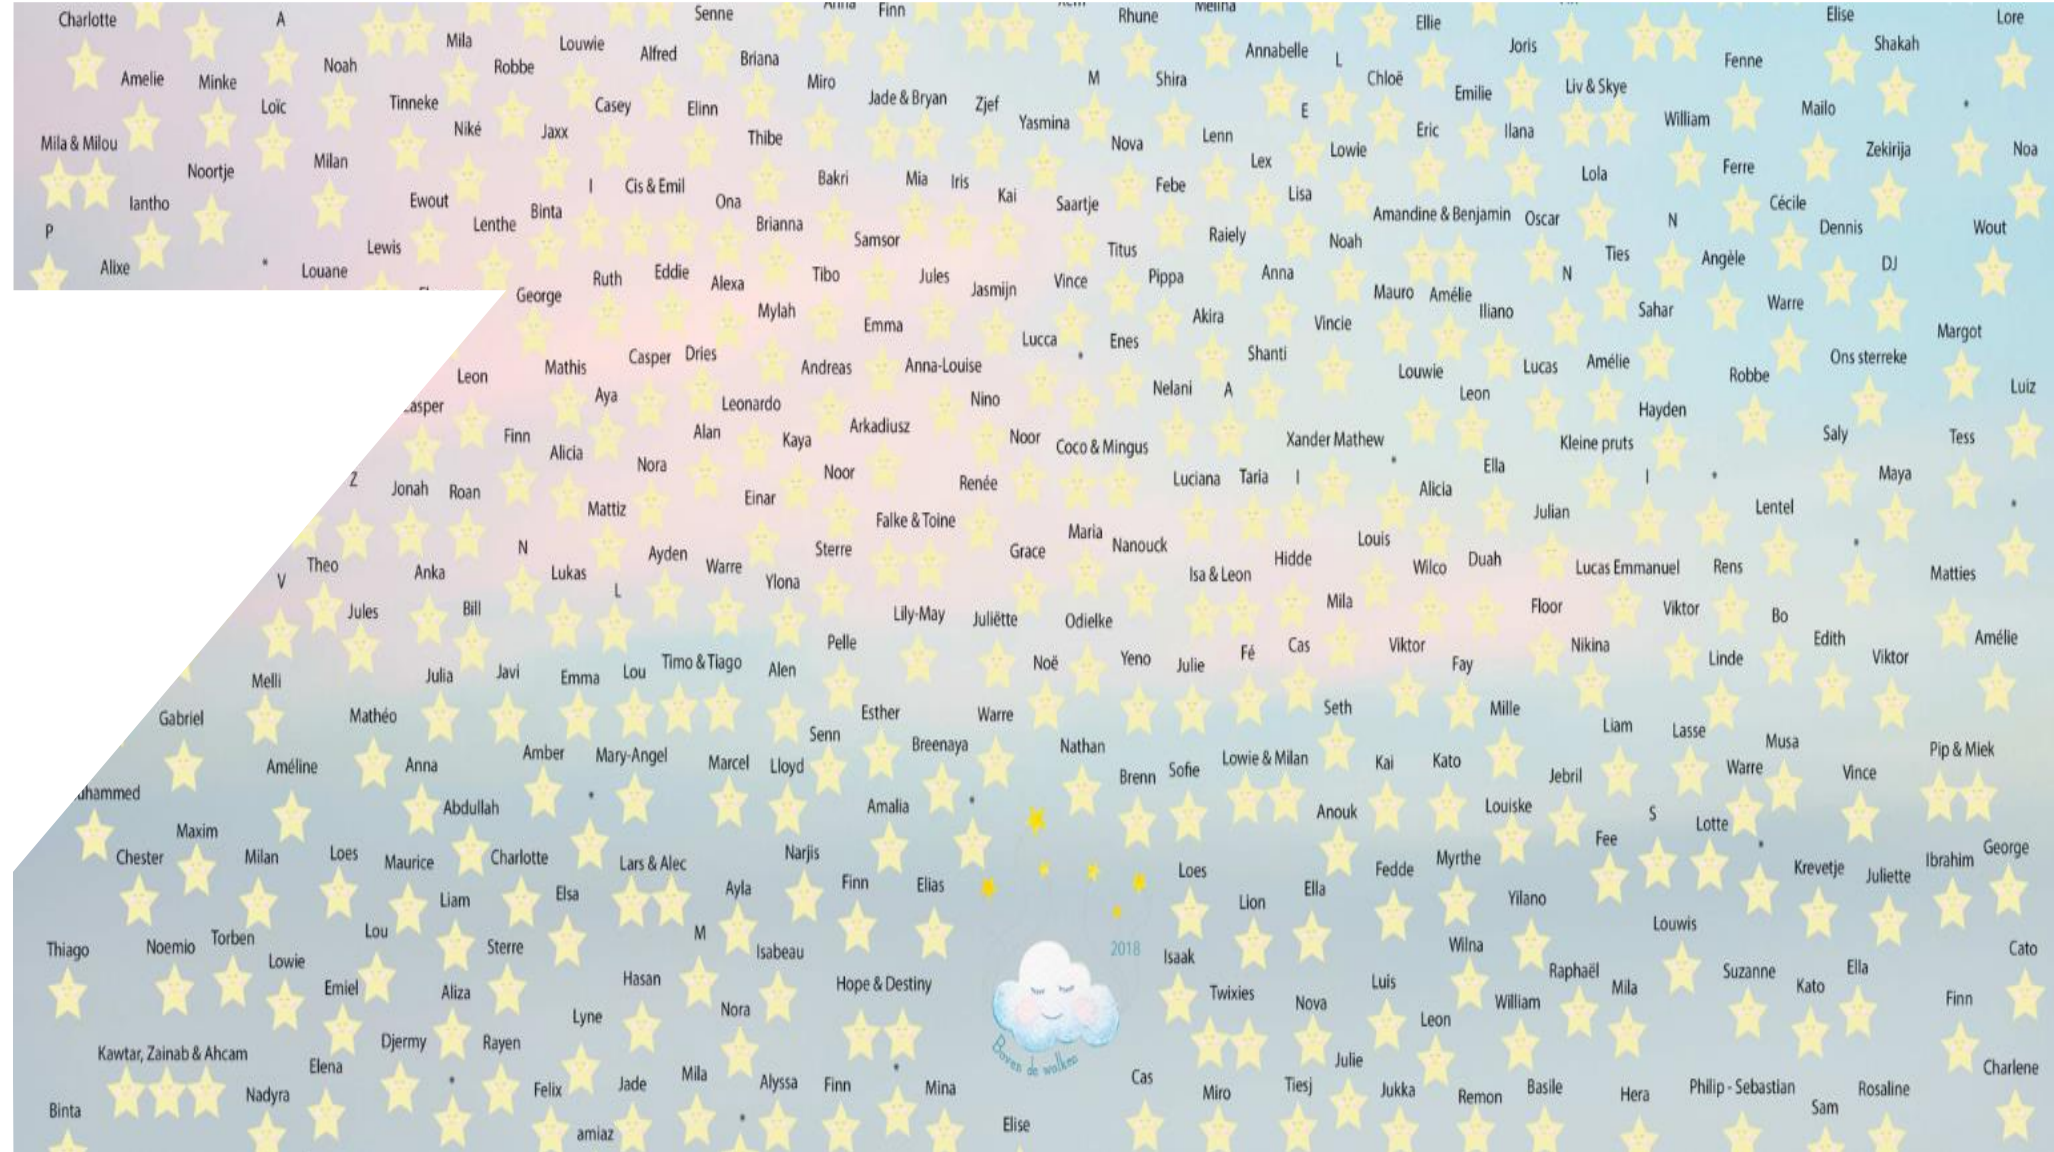 Charlotte
A
Senne
Finn
Rhune
Melina
Ellie
Elise
Lore
Mila
Louwie
Alfred
Briana
Annabelle
L
Joris
Shakah
Amelie
Minke
Noah
Robbe
Miro
M
Shira
Chloë
Fenne
Loïc
Tinneke
Casey
Elinn
Jade & Bryan
Zjef
Emilie
Liv & Skye
Mailo
*
Mila & Milou
Niké
Jaxx
Thibe
Yasmina
Nova
Lenn
E
Eric
Ilana
William
Zekirija
Noa
Noortje
Milan
I
Cis & Emil
Bakri
Mia
Iris
Kai
Febe
Lex
Lowie
Lola
Ferre
Iantho
Ewout
Lenthe
Binta
Ona
Brianna
Saartje
Lisa
Amandine & Benjamin
Oscar
N
Cécile
Dennis
Wout
P
Alixe
*
Louane
Lewis
Samsor
Titus
Raiely
Noah
Ties
Angèle
DJ
George
Ruth
Eddie
Alexa
Tibo
Jules
Jasmijn
Vince
Pippa
Anna
Mauro
Amélie
N
Warre
Mylah
Emma
Lucca
*
Enes
Akira
Vincie
Iliano
Sahar
Margot
Leon
Mathis
Casper
Dries
Andreas
Anna-Louise
Shanti
Louwie
Lucas
Amélie
Robbe
Ons sterreke
Luiz
Aya
Leonardo
Nino
Nelani
A
Leon
Hayden
Finn
Alicia
Alan
Kaya
Arkadiusz
Noor
Coco & Mingus
Xander Mathew
*
Kleine pruts
Saly
Tess
Z
Jonah
Roan
Nora
Noor
Renée
Luciana
Taria
I
Alicia
Ella
I
*
Maya
Mattiz
Einar
Falke & Toine
Maria
Julian
Lentel
*
Theo
N
Ayden
Warre
Sterre
Grace
Nanouck
Hidde
Louis
Wilco
Duah
Lucas Emmanuel
Rens
*
Matties
V
Anka
Lukas
L
Ylona
Isa & Leon
Jules
Bill
Lily-May
Juliëtte
Odielke
Mila
Floor
Viktor
Bo
Melli
Julia
Javi
Emma
Lou
Timo & Tiago
Alen
Pelle
Noë
Yeno
Julie
Fé
Cas
Viktor
Fay
Nikina
Linde
Edith
Viktor
Amélie
Gabriel
Mathéo
Senn
Esther
Warre
Seth
Mille
Liam
Lasse
Musa
Améline
Anna
Amber
Mary-Angel
Marcel
Lloyd
Breenaya
Nathan
Brenn
Sofie
Lowie & Milan
Kai
Kato
Jebril
Warre
Vince
Pip & Miek
Maxim
Abdullah
*
Amalia
*
Anouk
Louiske
S
Lotte
Chester
Milan
Loes
Maurice
Charlotte
Lars & Alec
Narjis
Loes
Fedde
Myrthe
Fee
*
Krevetje
Juliette
Ibrahim
George
Liam
Elsa
Ayla
Finn
Elias
Lion
Ella
Yilano
Thiago
Noemio
Torben
Lou
Sterre
M
Isabeau
2018
Isaak
Wilna
Louwis
Cato
Lowie
Emiel
Aliza
Hasan
Hope & Destiny
Twixies
Nova
Luis
William
Raphaël
Mila
Suzanne
Kato
Ella
Finn
Lyne
Nora
Leon
Kawtar, Zainab & Ahcam
Djermy
Rayen
Boven de wolken
Julie
Charlene
Binta
Nadyra
Elena
*
Felix
Jade
Mila
*
Alyssa
Finn
*
Mina
Cas
Miro
Tiesj
Jukka
Remon
Basile
Hera
Philip - Sebastian
Sam
Rosaline
amiaz
Elise